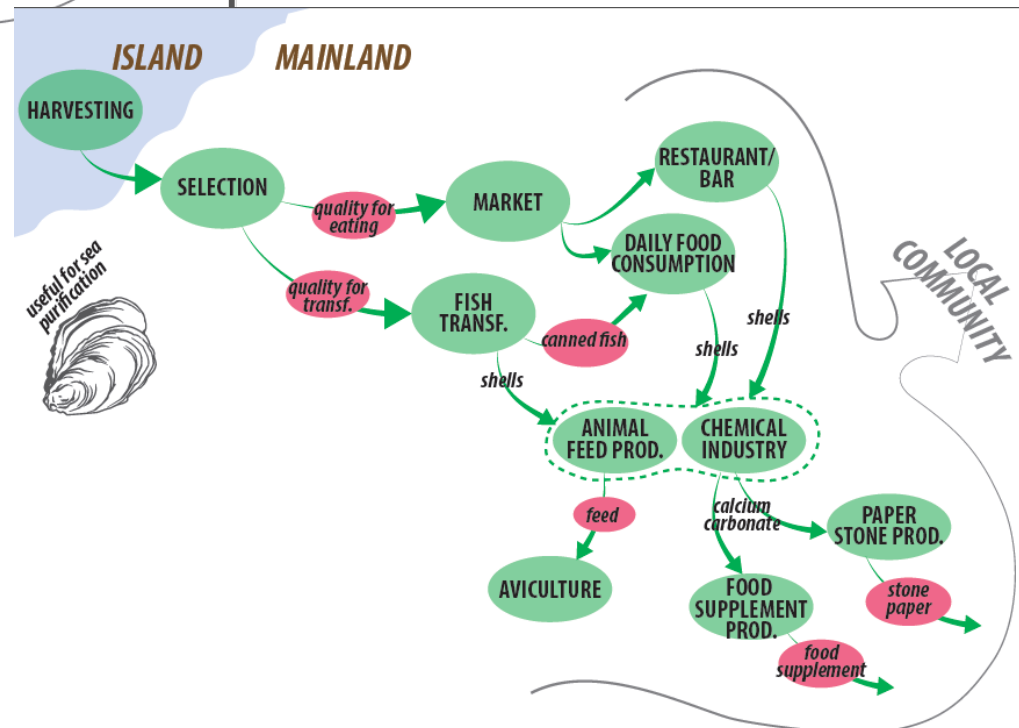 ISLAND
MAINLAND
HARVESTING
SELECTION
quality for
eating
MARKET
RESTAURANT/
BAR
DAILY FOOD
CONSUMPTION
useful for sea
purification
quality for
transf.
FISH
TRANSF.
canned fish
shells
shells
shells
LOCAL
COMMUNITY
ANIMAL
FEED PROD.
CHEMICAL
INDUSTRY
feed
calcium
carbonate
PAPER
STONE PROD.
AVICULTURE
FOOD
SUPPLEMENT
PROD.
stone
paper
food
supplement